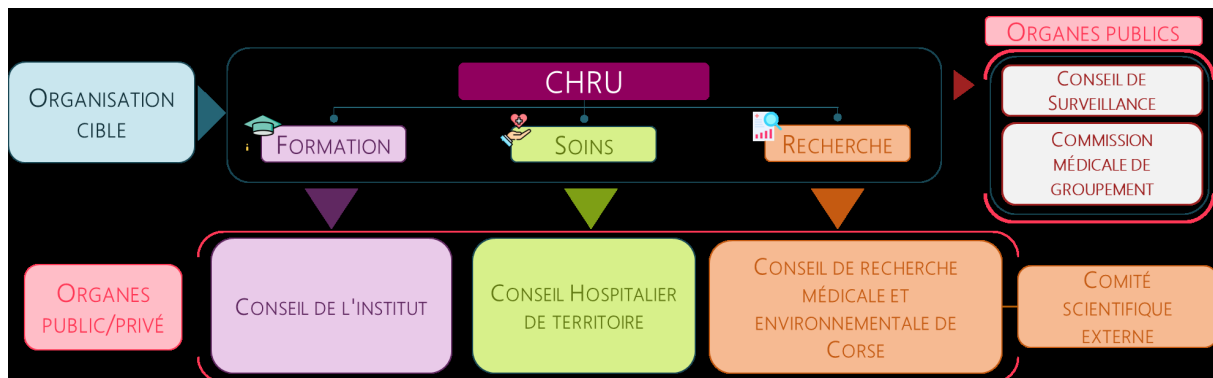 ORGANES PUBLICS
CHRU
ORGANISATION
CIBLE
CONSEIL DE
SURVEILLANCE
FORMATION
SOINS
RECHERCHE
COMMISSION
MÉDICALE DE
GROUPEMENT
ORGANES
PUBLIC/PRIVÉ
CONSEIL DE L'INSTITUT
CONSEIL HOSPITALIER
DE TERRITOIRE
CONSEIL DE RECHERCHE
MÉDICALE ET
ENVIRONNEMENTALE DE
CORSE
COMITÉ
SCIENTIFIQUE
EXTERNE